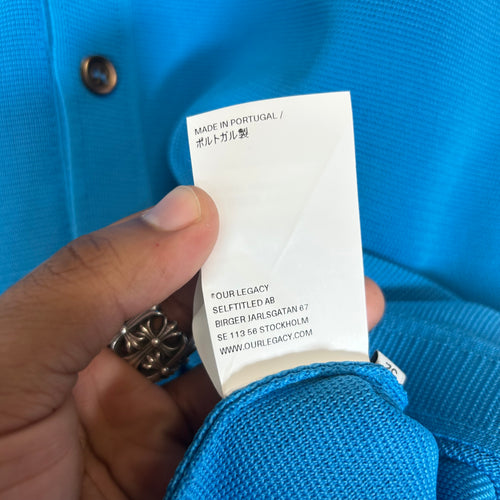 MADE IN PORTUGAL /
ポルトガル製
OUR LEGACY
SELFTITLED AB
BIRGER JARLSGATAN 67
SE 113 56 STOCKHOLM
WWW.OURLEGACY.COM